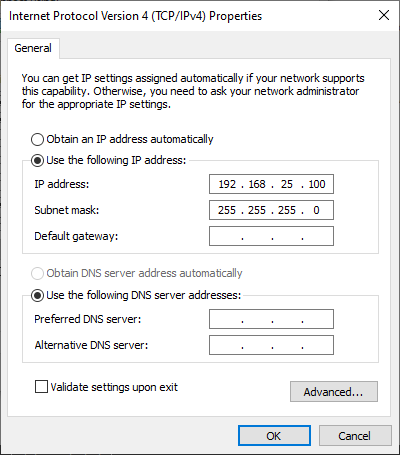 Internet Protocol Version 4 (TCP/IPv4) Properties
General
You can get IP settings assigned automatically if your network supports
this capability. Otherwise, you need to ask your network administrator
for the appropriate IP settings.
Obtain an IP address automatically
Use the following IP address:
IP address: 192 . 168 . 25 . 100
Subnet mask: 255 . 255 . 255 . 0
Default gateway: . . .
Obtain DNS server address automatically
Use the following DNS server addresses:
Preferred DNS server: . . .
Alternative DNS server: . . .
Validate settings upon exit
Advanced...
OK Cancel